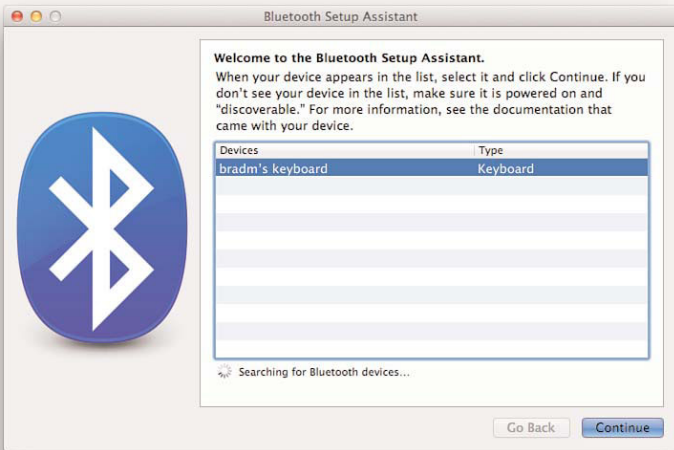 Bluetooth Setup Assistant
Welcome to the Bluetooth Setup Assistant.
When your device appears in the list, select it and click Continue. If you
don't see your device in the list, make sure it is powered on and
“discoverable.” For more information, see the documentation that
came with your device.
Devices Type
bradm's keyboard Keyboard
Searching for Bluetooth devices...
Go Back Continue